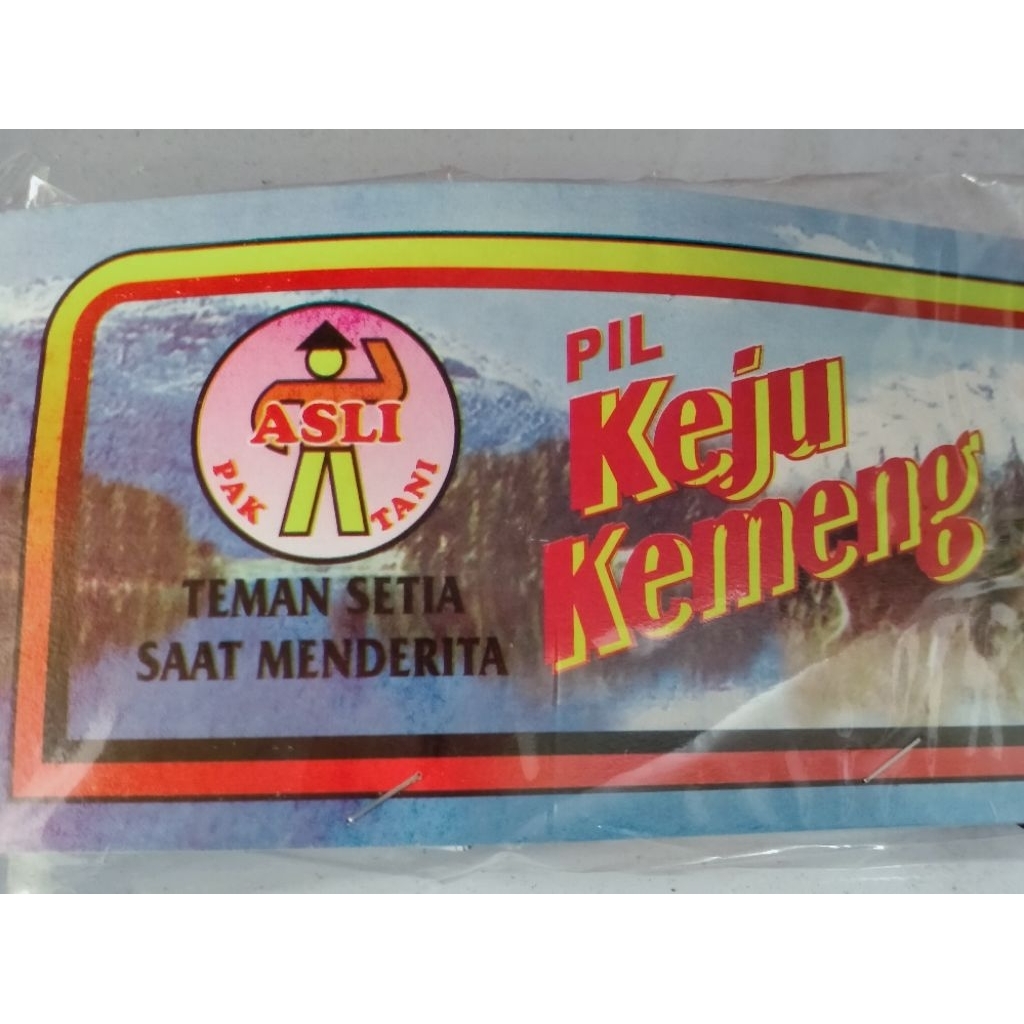 ASLI
PAK TANI
TEMAN SETIA
SAAT MENDERITA
PIL
Keju
Kemeng